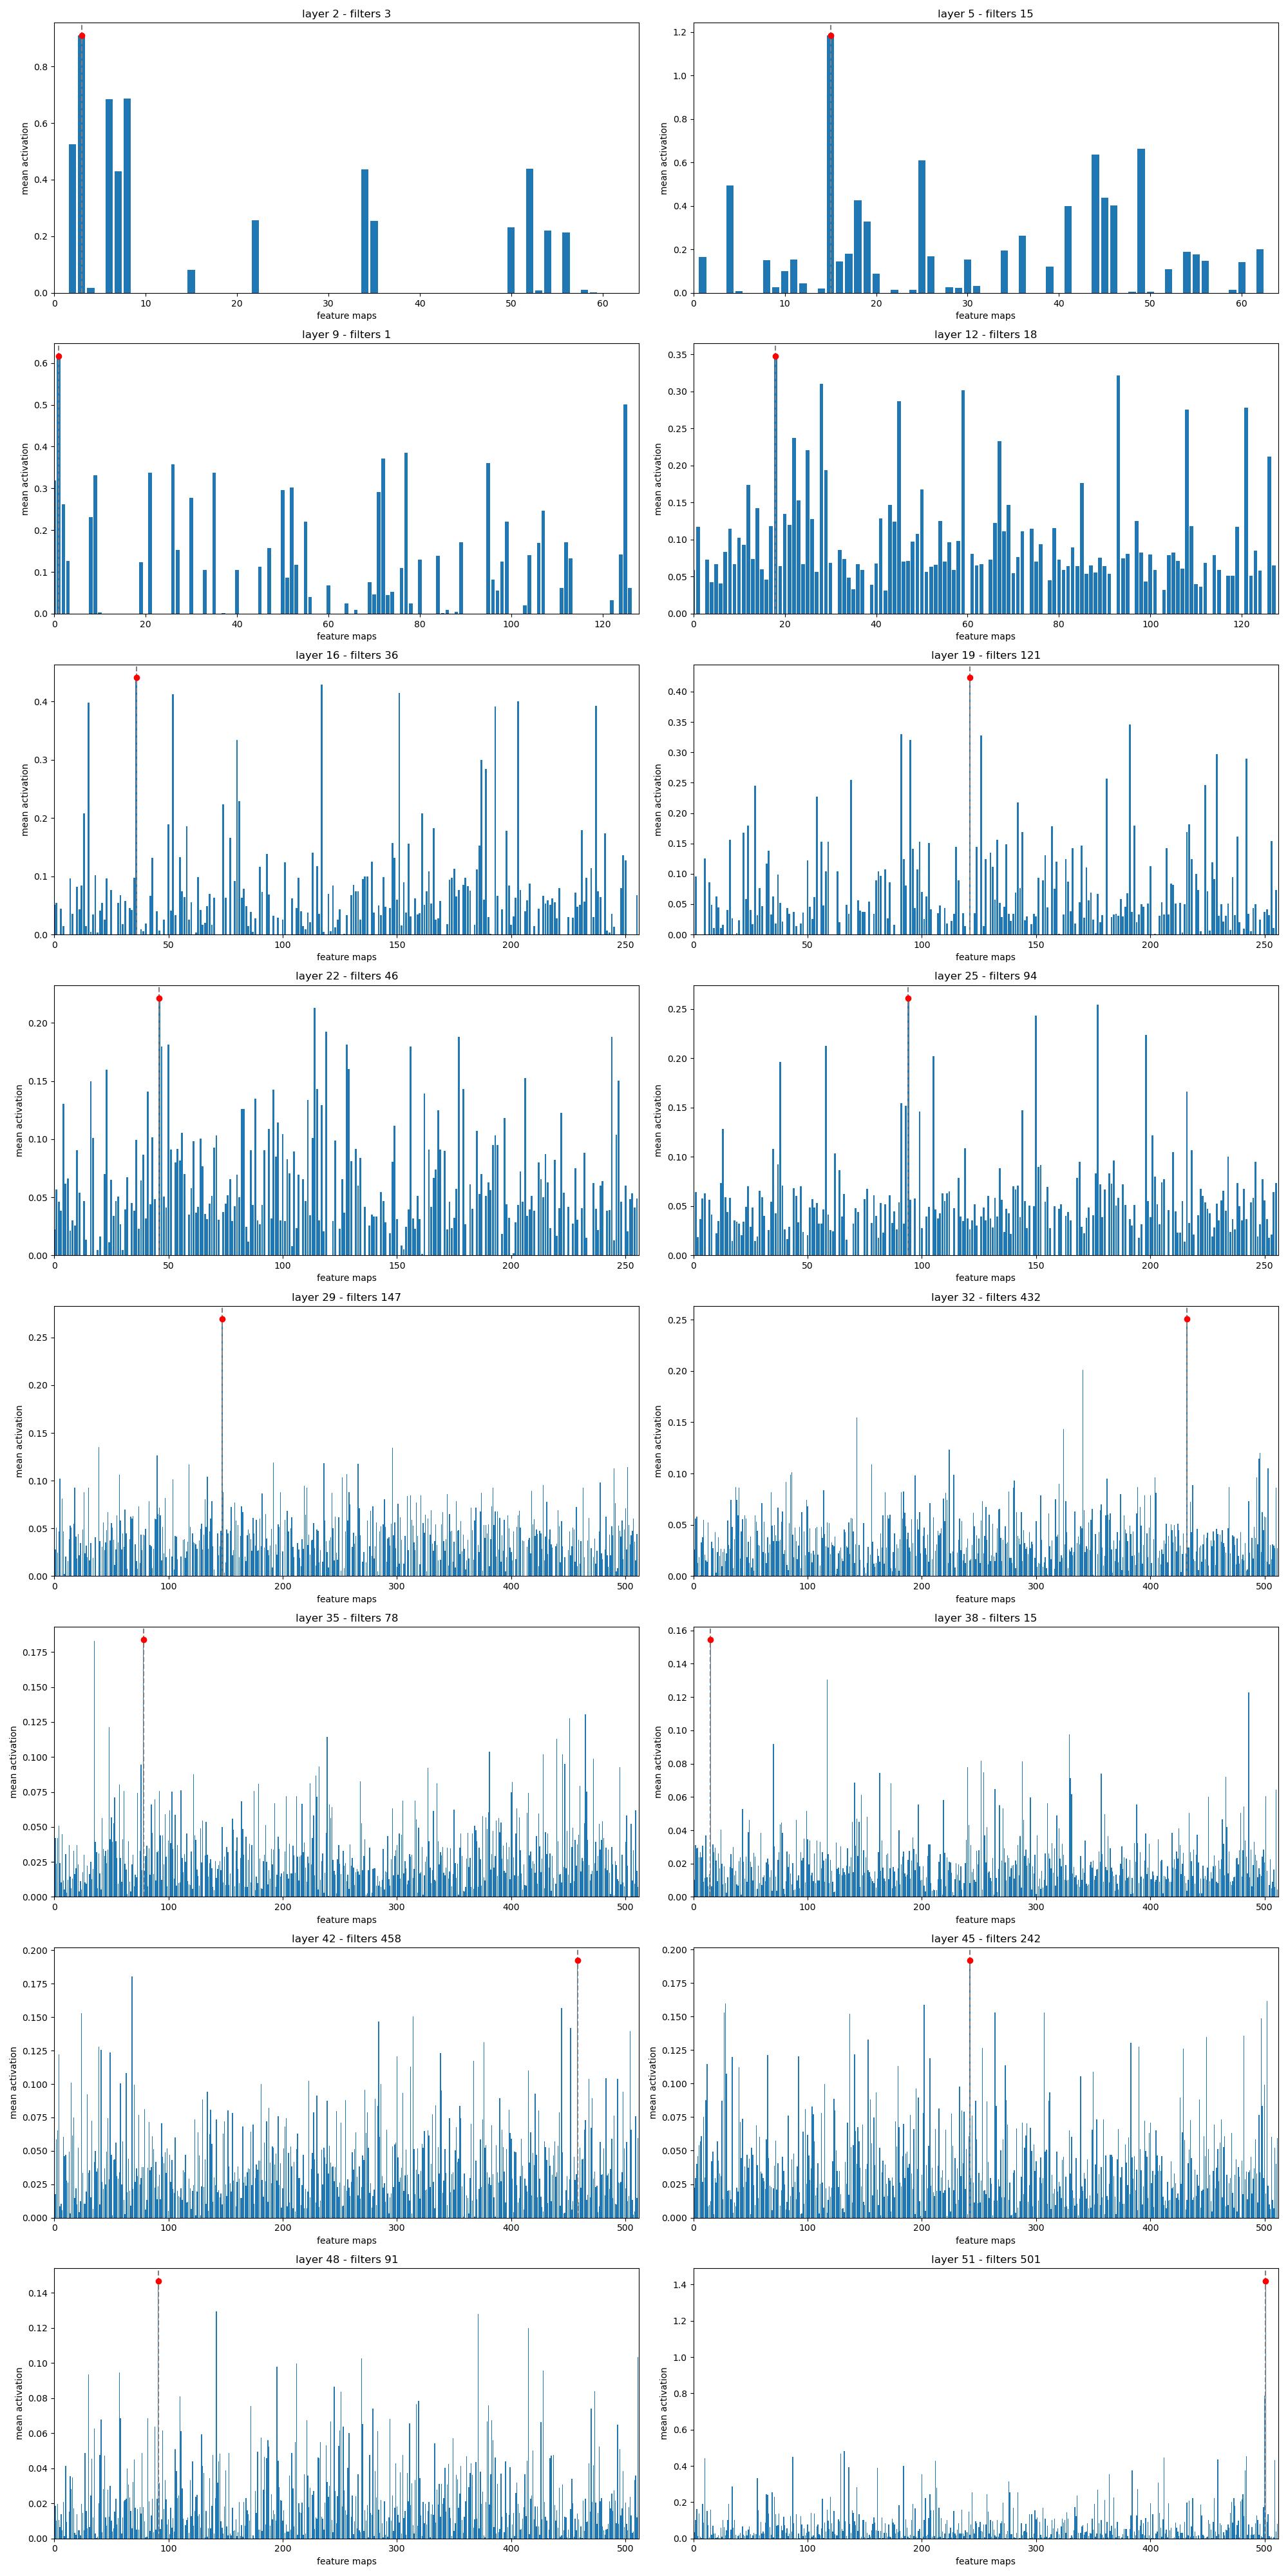 layer 2 - filters 3
mean activation
0.8
0.6
0.4
0.2
0.0
0 10 20 30 40 50 60
feature maps
layer 5 - filters 15
mean activation
1.2
1.0
0.8
0.6
0.4
0.2
0.0
0 10 20 30 40 50 60
feature maps
layer 9 - filters 1
mean activation
0.6
0.5
0.4
0.3
0.2
0.1
0.0
0 20 40 60 80 100 120
feature maps
layer 12 - filters 18
mean activation
0.35
0.30
0.25
0.20
0.15
0.10
0.05
0.00
0 20 40 60 80 100 120
feature maps
layer 16 - filters 36
mean activation
0.4
0.3
0.2
0.1
0.0
0 50 100 150 200 250
feature maps
layer 19 - filters 121
mean activation
0.40
0.35
0.30
0.25
0.20
0.15
0.10
0.05
0.00
0 50 100 150 200 250
feature maps
layer 22 - filters 46
mean activation
0.20
0.15
0.10
0.05
0.00
0 50 100 150 200 250
feature maps
layer 25 - filters 94
mean activation
0.25
0.20
0.15
0.10
0.05
0.00
0 50 100 150 200 250
feature maps
layer 29 - filters 147
mean activation
0.25
0.20
0.15
0.10
0.05
0.00
0 100 200 300 400 500
feature maps
layer 32 - filters 432
mean activation
0.25
0.20
0.15
0.10
0.05
0.00
0 100 200 300 400 500
feature maps
layer 35 - filters 78
mean activation
0.175
0.150
0.125
0.100
0.075
0.050
0.025
0.000
0 100 200 300 400 500
feature maps
layer 38 - filters 15
mean activation
0.16
0.14
0.12
0.10
0.08
0.06
0.04
0.02
0.00
0 100 200 300 400 500
feature maps
layer 42 - filters 458
mean activation
0.200
0.175
0.150
0.125
0.100
0.075
0.050
0.025
0.000
0 100 200 300 400 500
feature maps
layer 45 - filters 242
mean activation
0.200
0.175
0.150
0.125
0.100
0.075
0.050
0.025
0.000
0 100 200 300 400 500
feature maps
layer 48 - filters 91
mean activation
0.14
0.12
0.10
0.08
0.06
0.04
0.02
0.00
0 100 200 300 400 500
feature maps
layer 51 - filters 501
mean activation
1.4
1.2
1.0
0.8
0.6
0.4
0.2
0.0
0 100 200 300 400 500
feature maps